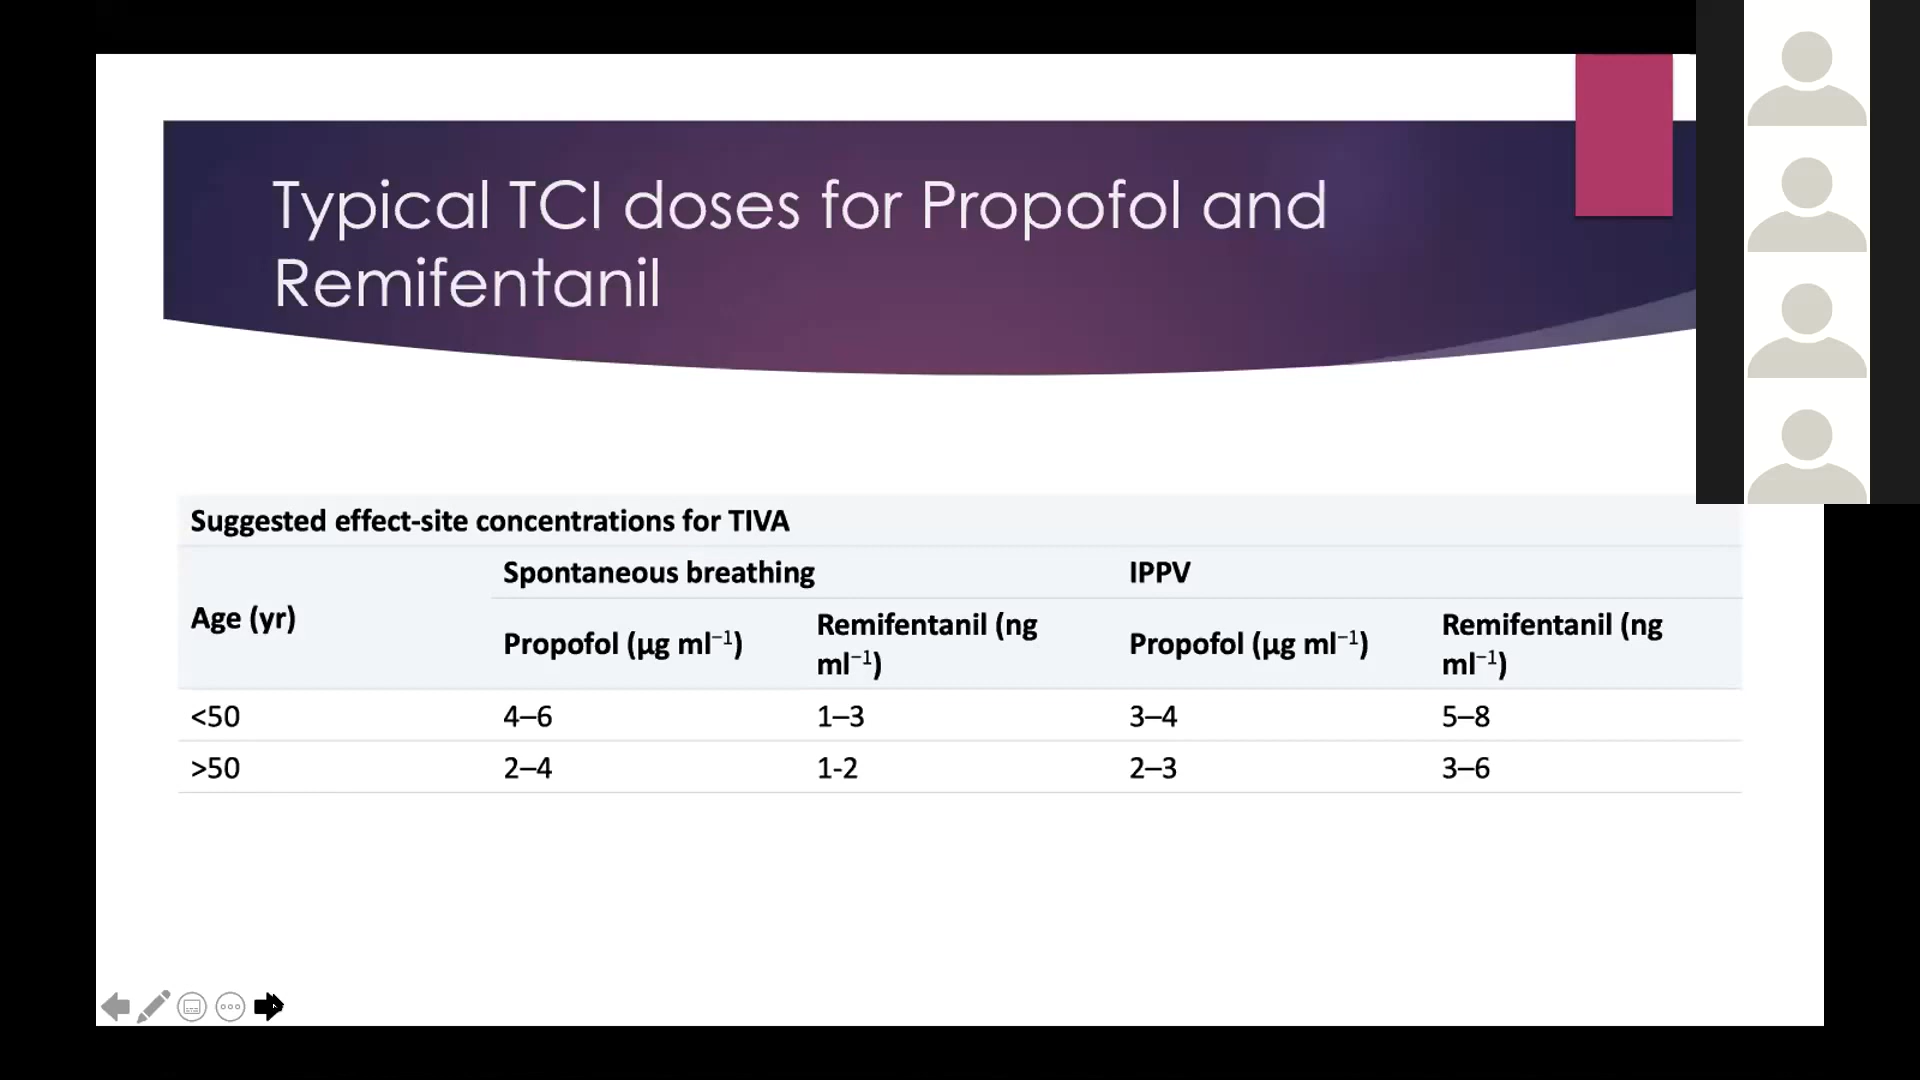 Typical TCI doses for Propofol and
Remifentanil
Suggested effect-site concentrations for TIVA
Age (yr)
Spontaneous breathing
IPPV
Propofol (µg ml⁻¹)
Remifentanil (ng
ml⁻¹)
Propofol (µg ml⁻¹)
Remifentanil (ng
ml⁻¹)
<50 4–6 1–3 3–4 5–8
>50 2–4 1-2 2–3 3–6